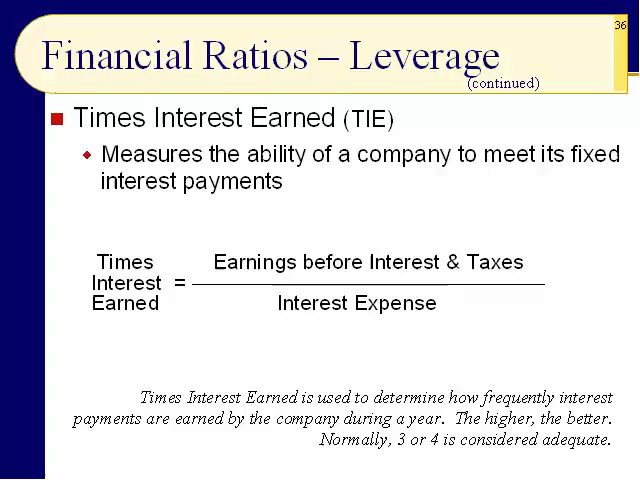 36
Financial Ratios – Leverage
(continued)
Times Interest Earned (TIE)
Measures the ability of a company to meet its fixed
interest payments
Times
Interest
Earned
=
Earnings before Interest & Taxes
Interest Expense
Times Interest Earned is used to determine how frequently interest
payments are earned by the company during a year. The higher, the better.
Normally, 3 or 4 is considered adequate.